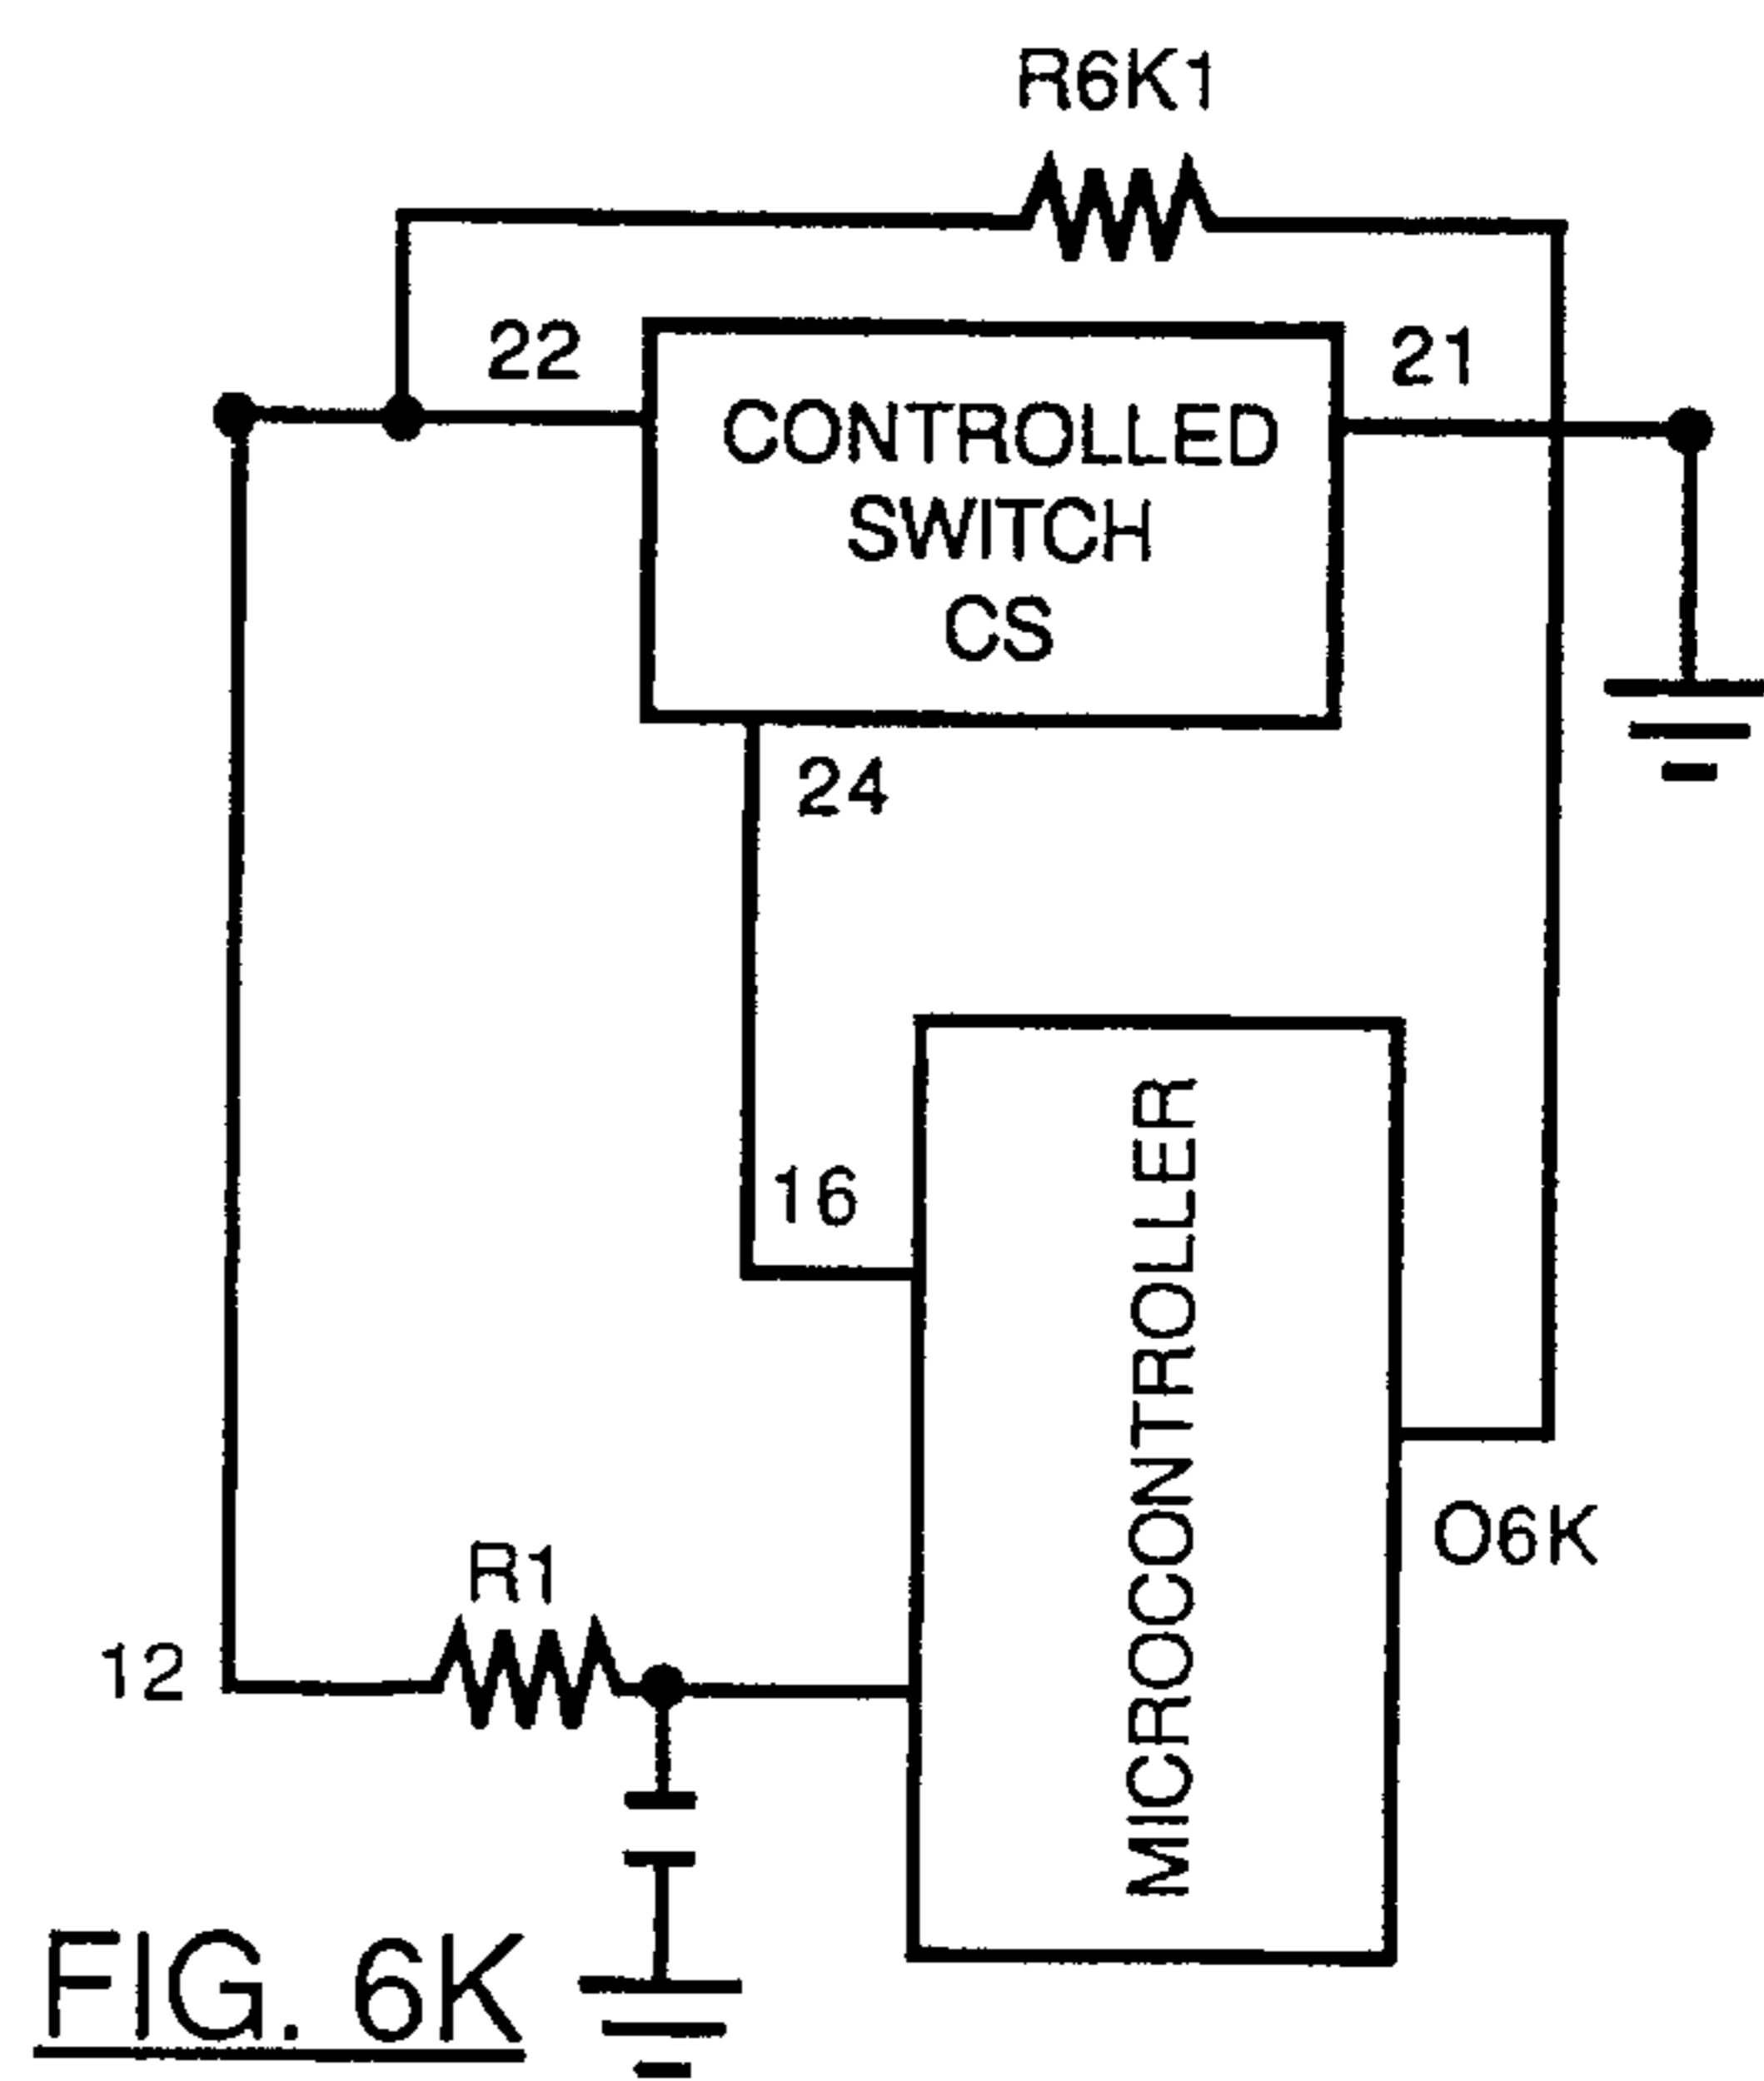 R6K1
22
21
CONTROLLED
SWITCH
CS
24
16
MICROCONTROLLER
O6K
R1
12
FIG. 6K